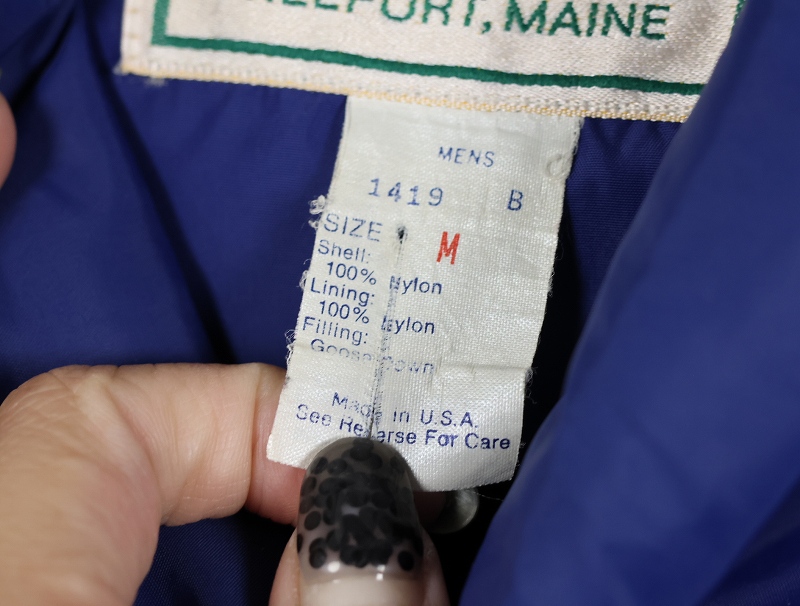 MAINE
MENS
1419 B
SIZE M
Shell:
100% Nylon
Lining:
100% Nylon
Filling:
Goose Down
Made in U.S.A.
See Reverse For Care